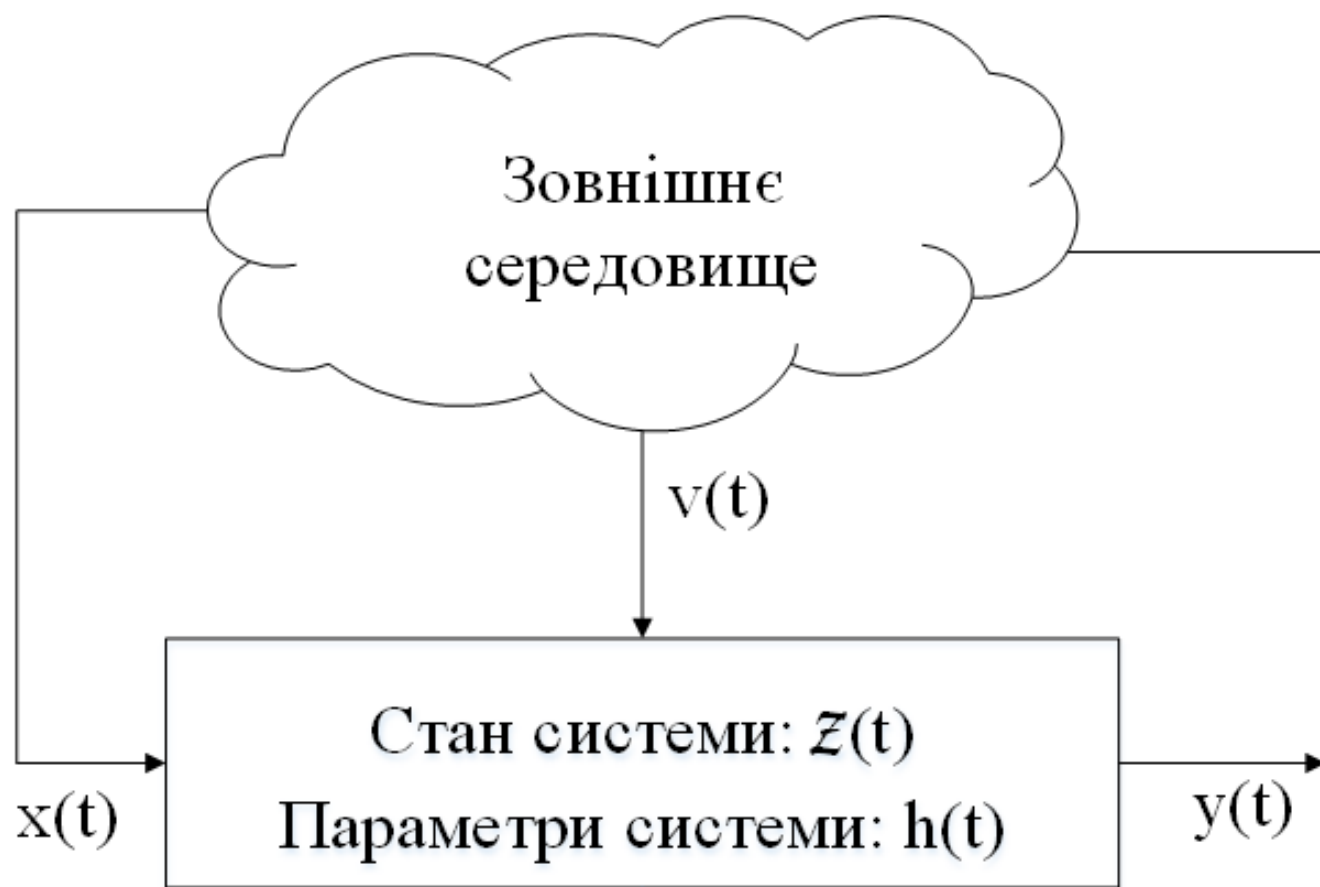 Зовнішнє
середовище
v(t)
Стан системи: Z(t)
Параметри системи: h(t)
x(t)
y(t)